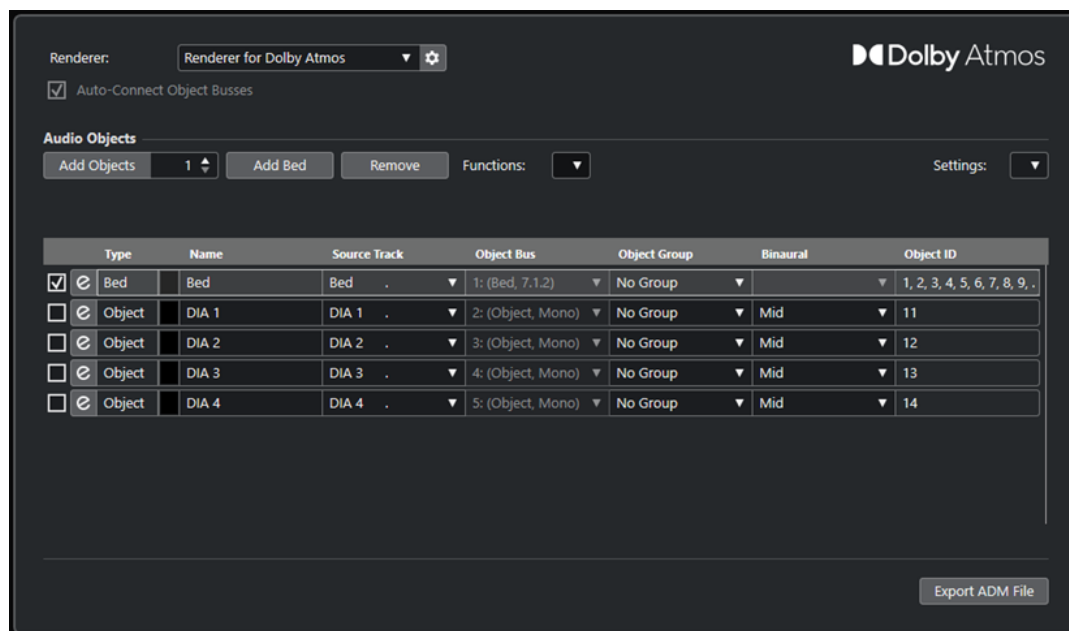 Renderer: Renderer for Dolby Atmos
Dolby Atmos
Auto-Connect Object Busses
Audio Objects
Add Objects 1 Add Bed Remove Functions: Settings:
Type Name Source Track Object Bus Object Group Binaural Object ID
e Bed Bed Bed . 1: (Bed, 7.1.2) No Group 1, 2, 3, 4, 5, 6, 7, 8, 9, .
e Object DIA 1 DIA 1 . 2: (Object, Mono) No Group Mid 11
e Object DIA 2 DIA 2 . 3: (Object, Mono) No Group Mid 12
e Object DIA 3 DIA 3 . 4: (Object, Mono) No Group Mid 13
e Object DIA 4 DIA 4 . 5: (Object, Mono) No Group Mid 14
Export ADM File